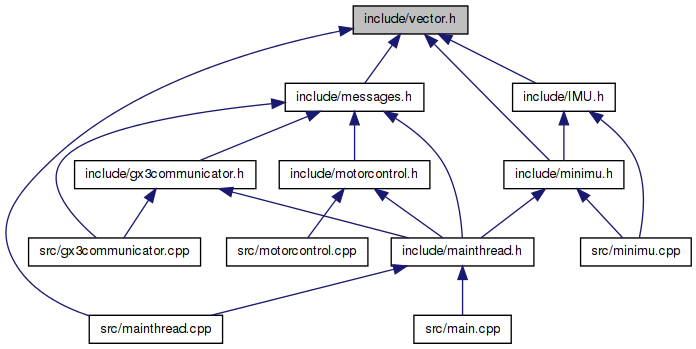 include/vector.h
include/messages.h
include/IMU.h
include/gx3communicator.h
include/motorcontrol.h
include/minimu.h
src/gx3communicator.cpp
src/motorcontrol.cpp
include/mainthread.h
src/minimu.cpp
src/mainthread.cpp
src/main.cpp